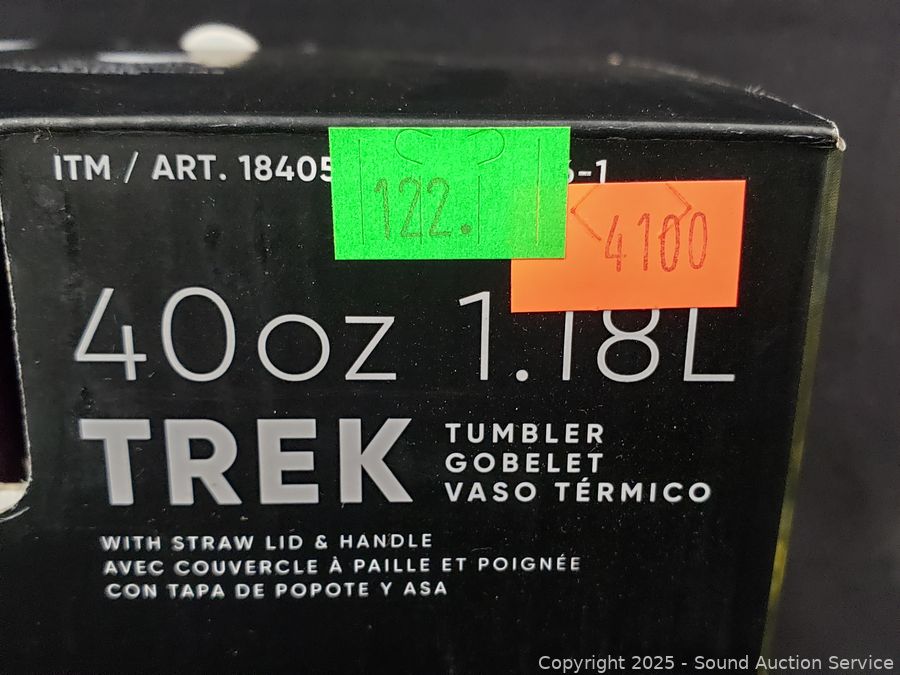 ITM / ART. 18405
-1
122.
4100
40oz 1.18L
TREK
TUMBLER
GOBELET
VASO TÉRMICO
WITH STRAW LID & HANDLE
AVEC COUVERCLE À PAILLE ET POIGNÉE
CON TAPA DE POPOTE Y ASA
Copyright 2025 - Sound Auction Service